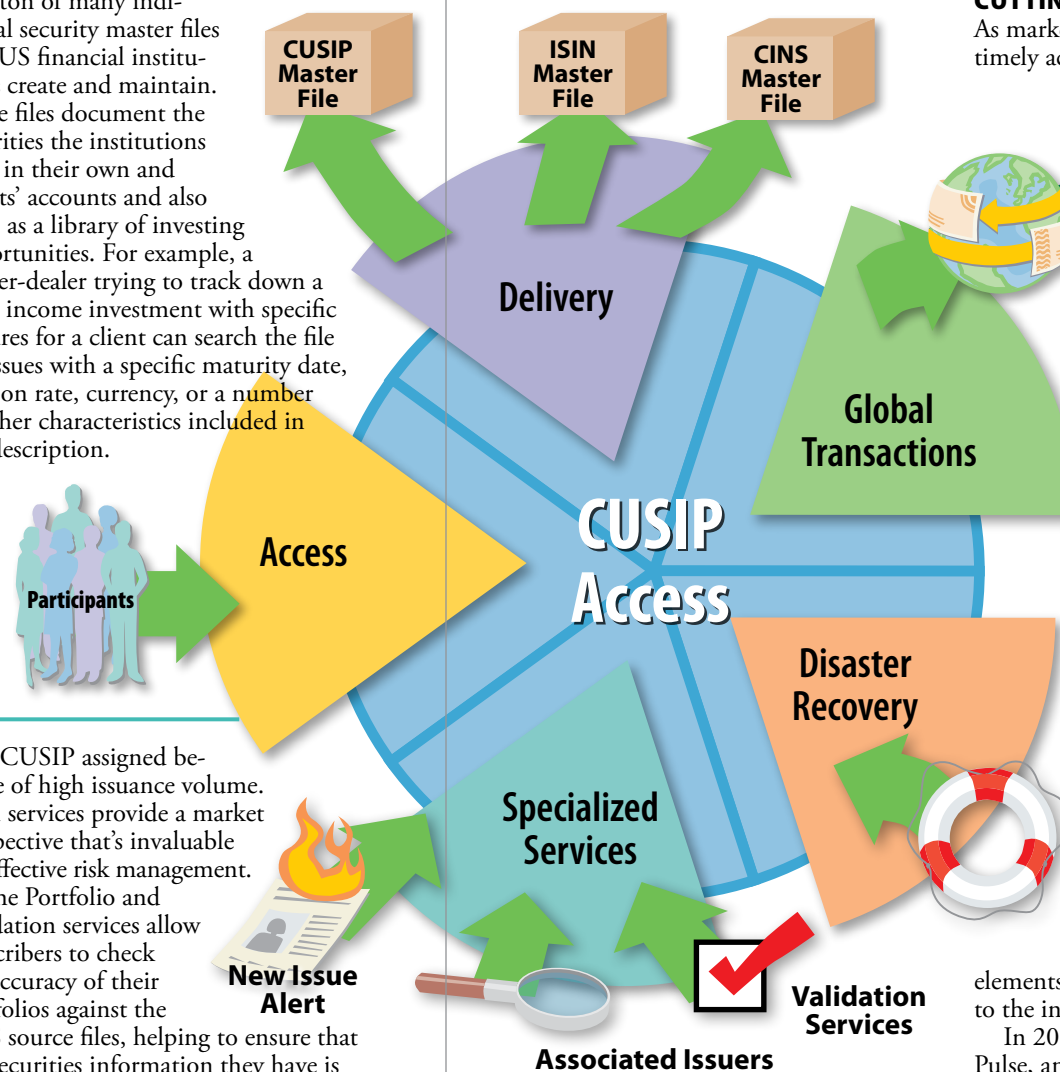 ton of many indi-
al security master files
US financial institu-
create and maintain.
e files document the
rities the institutions
in their own and
ts’ accounts and also
as a library of investing
ortunities. For example, a
er-dealer trying to track down a
income investment with specific
res for a client can search the file
ssues with a specific maturity date,
on rate, currency, or a number
her characteristics included in
description.
CUSIP
Master
File
ISIN
Master
File
CINS
Master
File
As mark
timely ac
Delivery
Global
Transactions
Access
Participants
CUSIP
Access
Disaster
Recovery
Specialized
Services
CUSIP assigned be-
e of high issuance volume.
services provide a market
pective that’s invaluable
ffective risk management.
he Portfolio and
dation services allow
cribers to check
ccuracy of their
folios against the
source files, helping to ensure that
ecurities information they have is
New Issue
Alert
Associated Issuers
Validation
Services
elements
to the in
In 20
Pulse, an